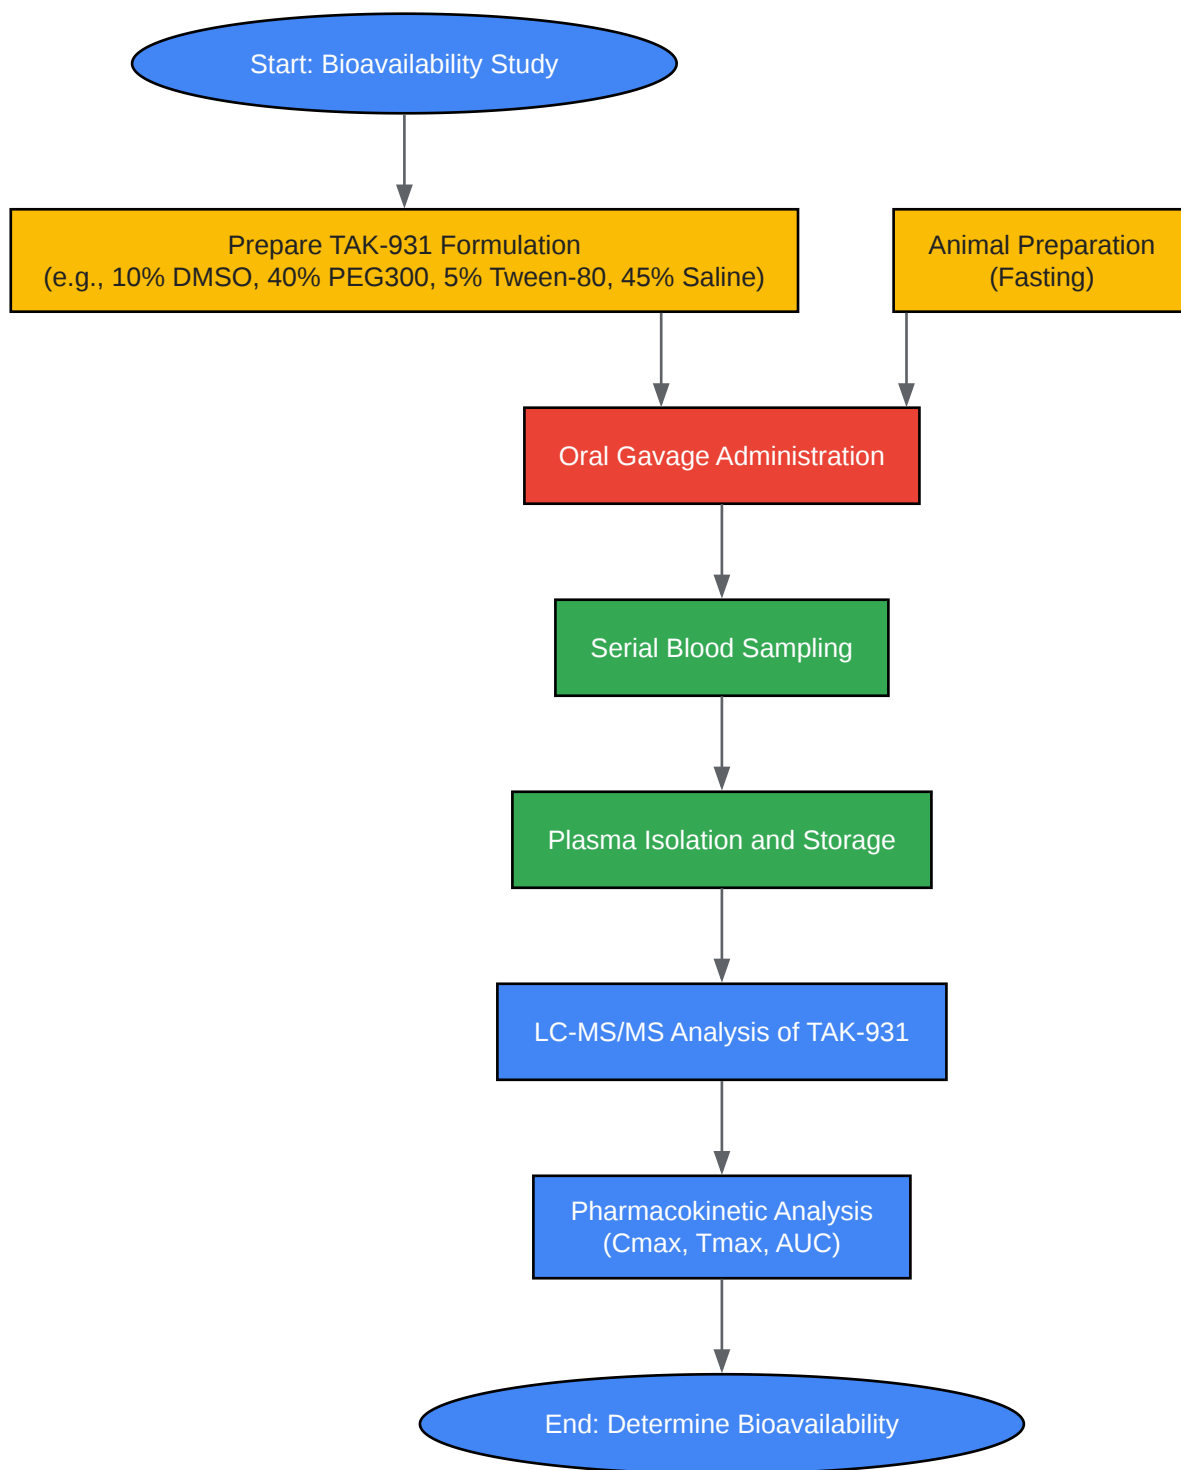 Start: Bioavailability Study
Prepare TAK-931 Formulation
(e.g., 10% DMSO, 40% PEG300, 5% Tween-80, 45% Saline)
Animal Preparation
(Fasting)
Oral Gavage Administration
Serial Blood Sampling
Plasma Isolation and Storage
LC-MS/MS Analysis of TAK-931
Pharmacokinetic Analysis
(Cmax, Tmax, AUC)
End: Determine Bioavailability